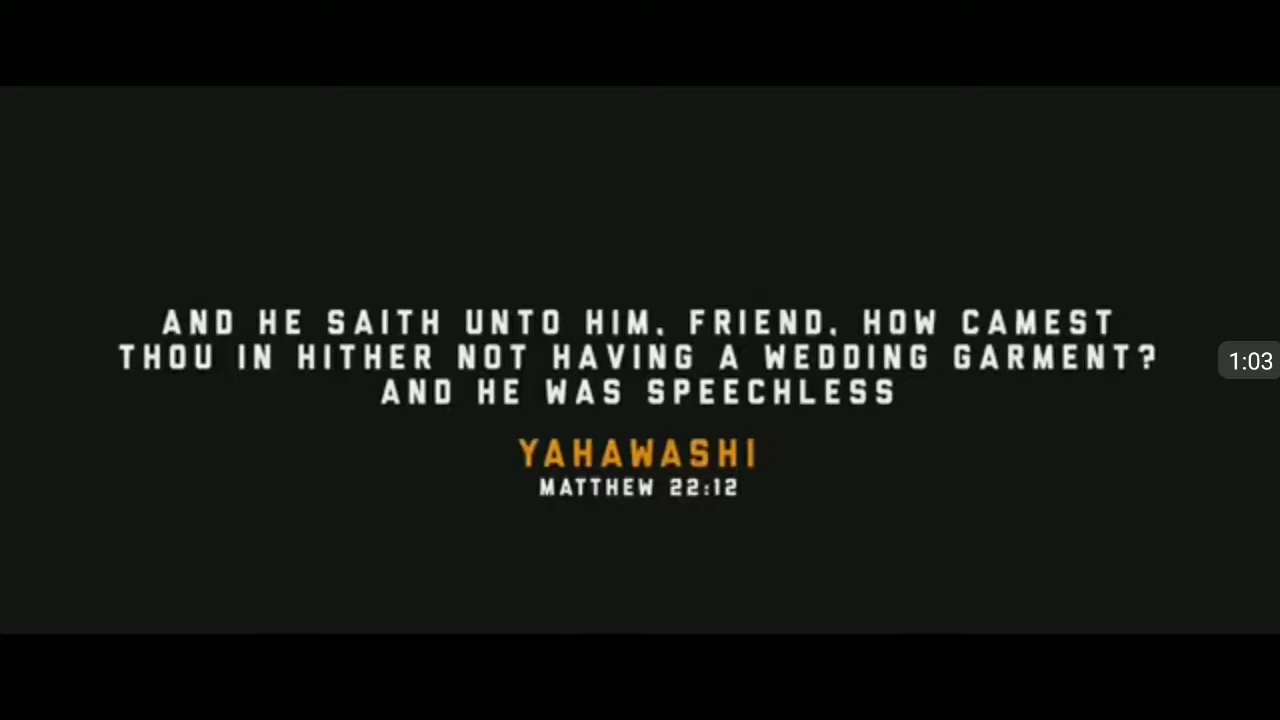 AND HE SAITH UNTO HIM, FRIEND, HOW CAMEST
THOU IN HITHER NOT HAVING A WEDDING GARMENT?
AND HE WAS SPEECHLESS
YAHAWASHI
MATTHEW 22:12
1:03